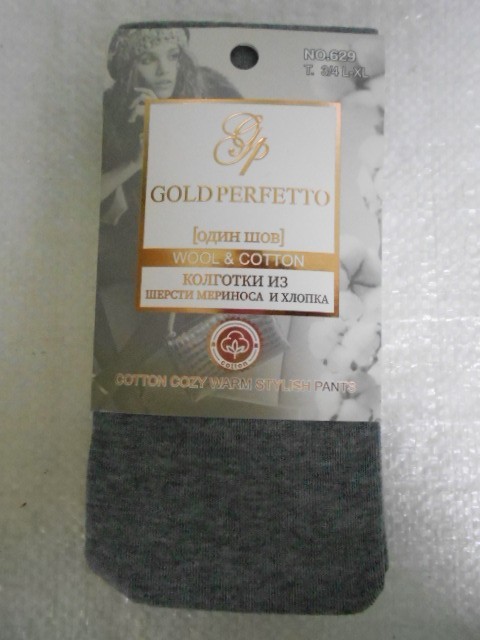 NO.629
T. 3/4 L-XL
GP
GOLD PERFETTO
[один шов]
WOOL & COTTON
КОЛГОТКИ ИЗ
ШЕРСТИ МЕРИНОСА И ХЛОПКА
cotton
COTTON COZY WARM STYLISH PANTS